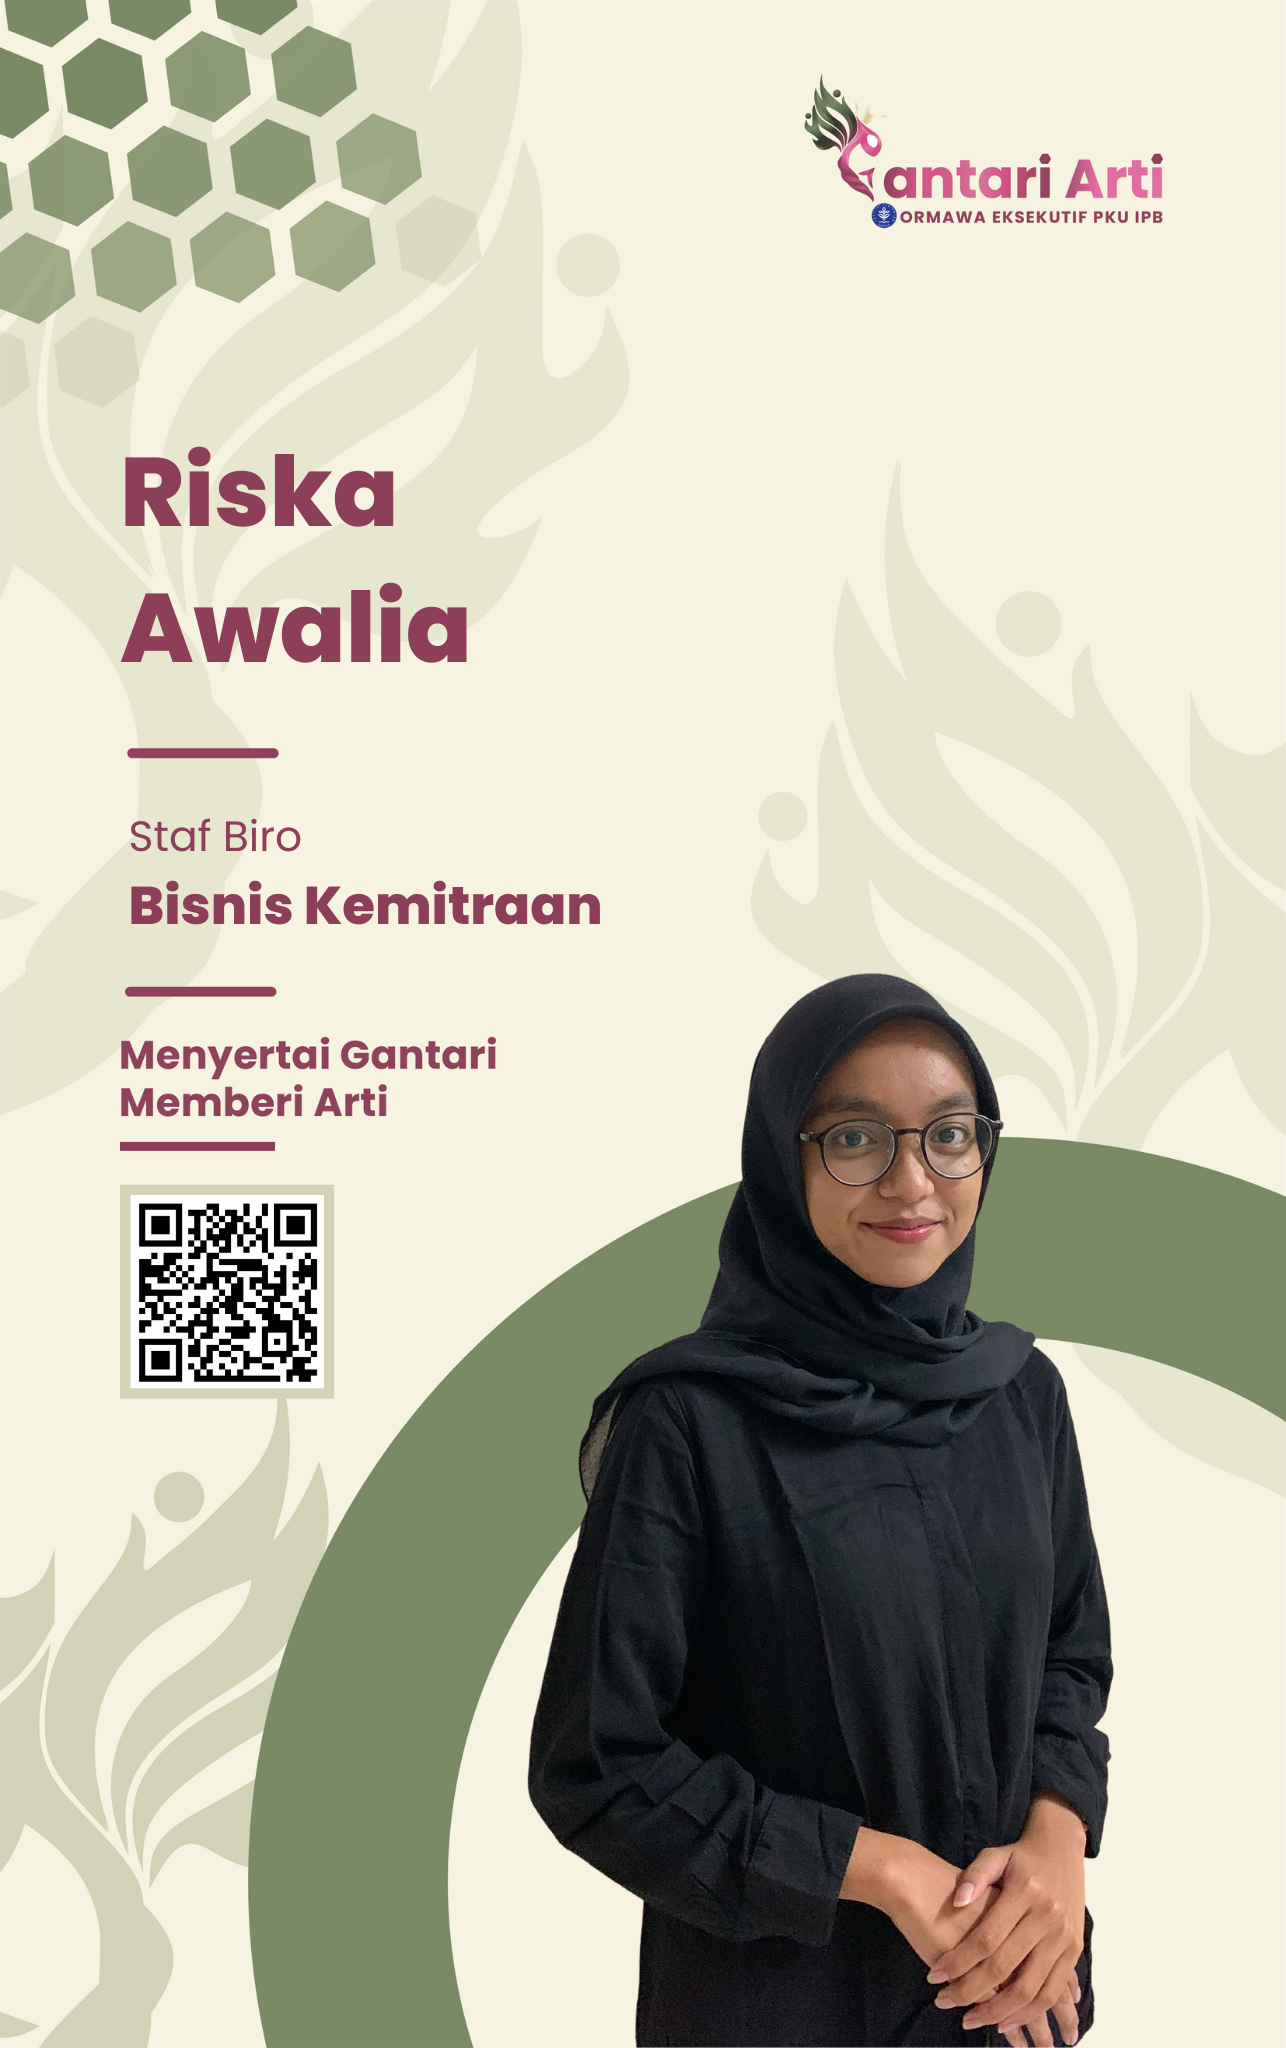 Gantari Arti
ORMAWA EKSEKUTIF PKU IPB
Riska
Awalia
Staf Biro
Bisnis Kemitraan
Menyertai Gantari
Memberi Arti